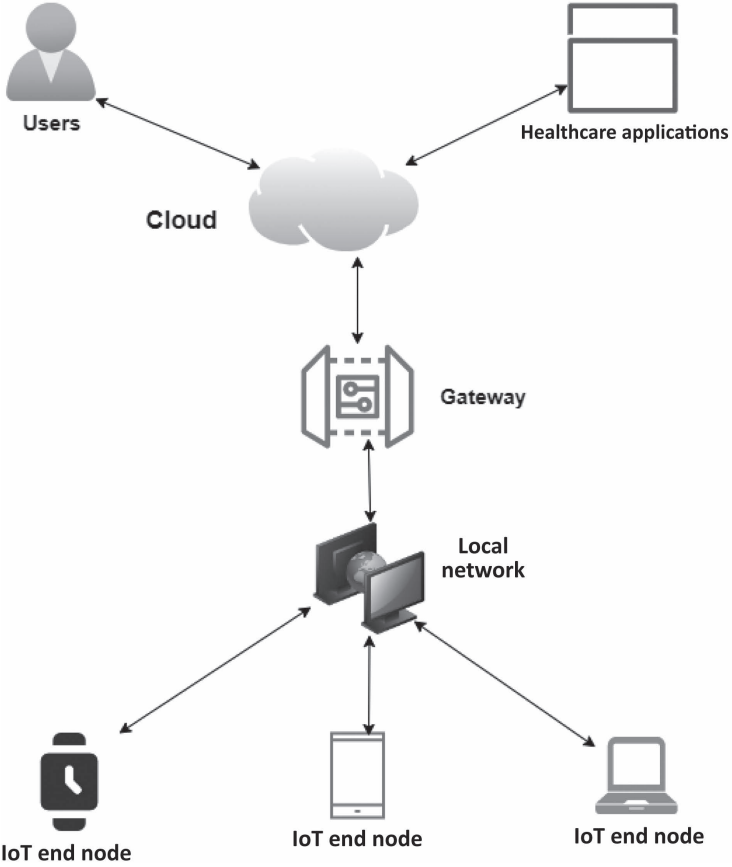 Users
Healthcare applications
Cloud
Gateway
Local
network
IoT end node
IoT end node
IoT end node